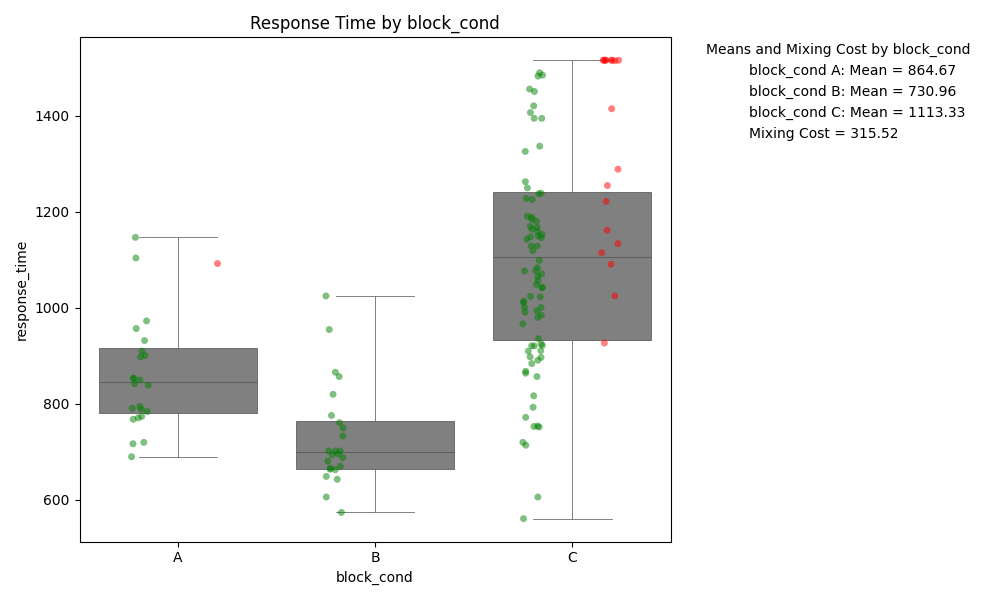 Response Time by block_cond
Means and Mixing Cost by block_cond
block_cond A: Mean = 864.67
block_cond B: Mean = 730.96
block_cond C: Mean = 1113.33
Mixing Cost = 315.52
response_time
1400
1200
1000
800
600
A
B
C
block_cond